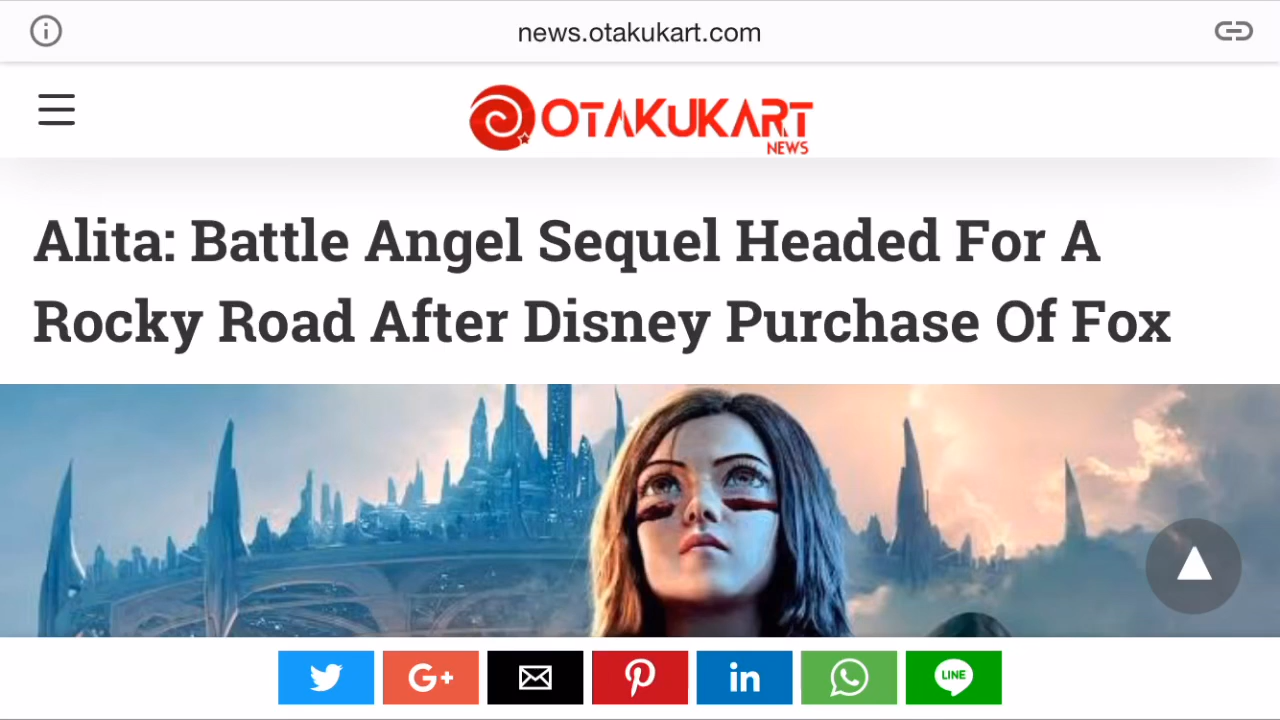 news.otakukart.com
OTAKUKART
NEWS
Alita: Battle Angel Sequel Headed For A
Rocky Road After Disney Purchase Of Fox
G+
in
LINE